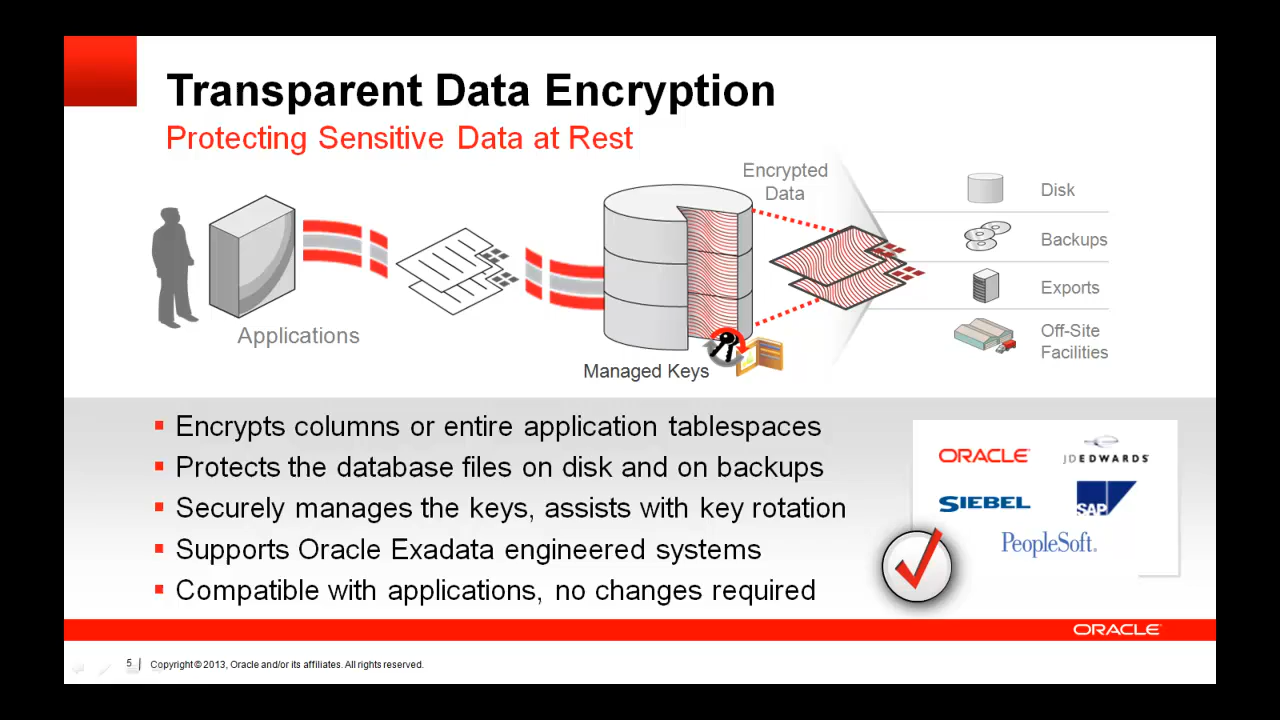 Transparent Data Encryption
Protecting Sensitive Data at Rest
Encrypted
Data
Disk
Backups
Exports
Off-Site
Facilities
Applications
Managed Keys
Encrypts columns or entire application tablespaces
Protects the database files on disk and on backups
Securely manages the keys, assists with key rotation
Supports Oracle Exadata engineered systems
Compatible with applications, no changes required
ORACLE
JDEDWARDS
SIEBEL
SAP
PeopleSoft.
ORACLE
5 | Copyright © 2013, Oracle and/or its affiliates. All rights reserved.